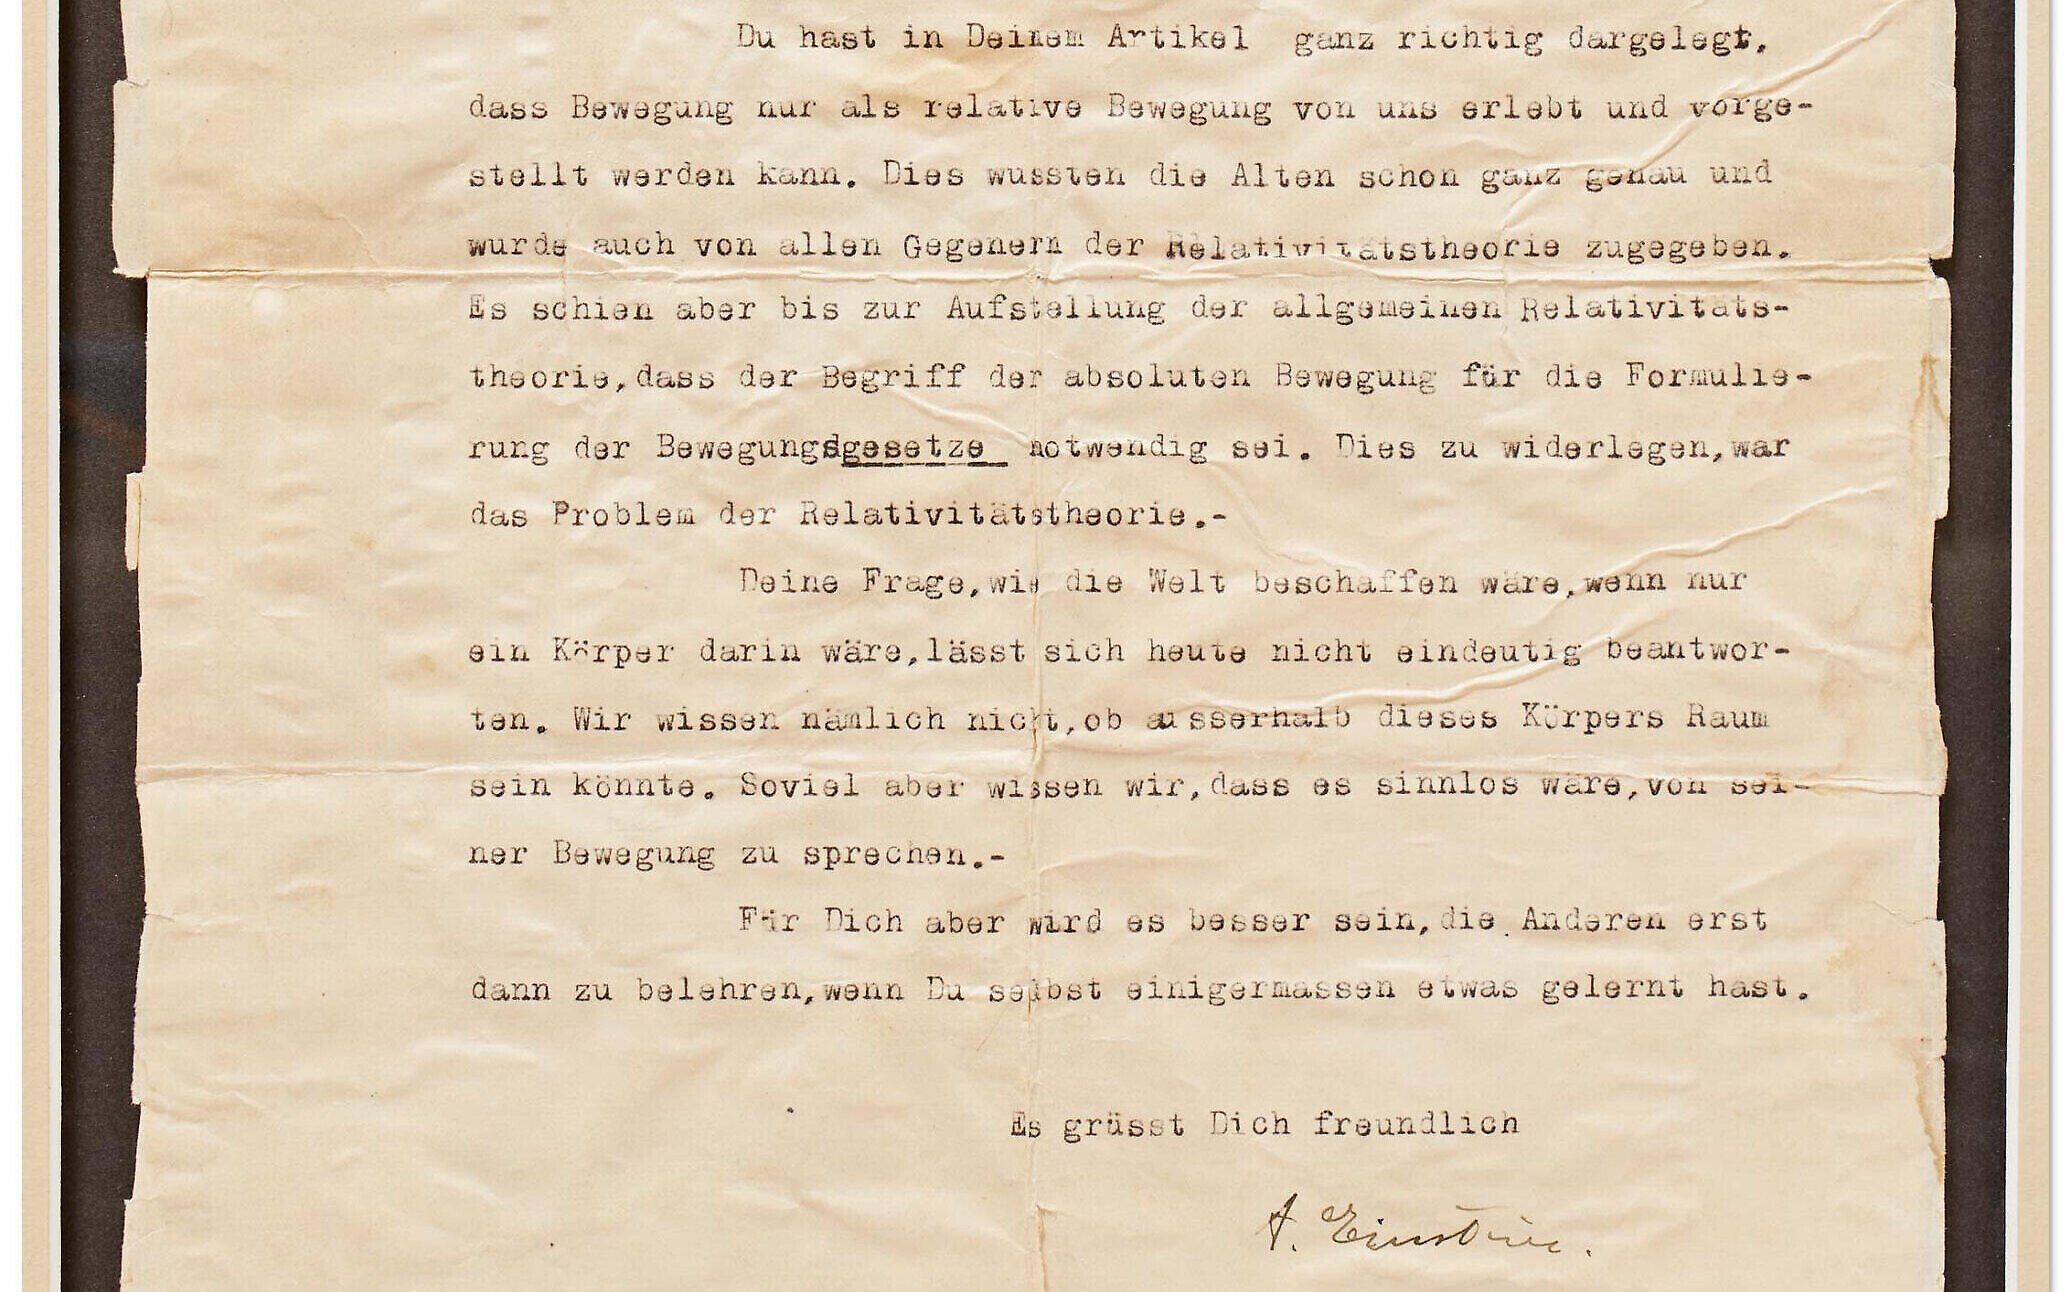 Du hast in Deinem Artikel ganz richtig dargelegt,
dass Bewegung nur als relative Bewegung von uns erlebt und vorge-
stellt werden kann. Dies wussten die Alten schon ganz genau und
wurde auch von allen Gegenern der Relativitätstheorie zugegeben.
Es schien aber bis zur Aufstellung der allgemeinen Relativitäts-
theorie,dass der Begriff der absoluten Bewegung für die Formulie-
rung der Bewegungsgesetze notwendig sei. Dies zu widerlegen,war
das Problem der Relativitätstheorie.-
Deine Frage,wie die Welt beschaffen wäre,wenn nur
ein Körper darin wäre,lässt sich heute nicht eindeutig beantwor-
ten. Wir wissen nämlich nicht,ob ausserhalb dieses Körpers Raum
sein könnte. Soviel aber wissen wir,dass es sinnlos wäre,von sei-
ner Bewegung zu sprechen.-
Für Dich aber wird es besser sein,die Anderen erst
dann zu belehren,wenn Du selbst einigermassen etwas gelernt hast.
Es grüsst Dich freundlich
A. Einstein.